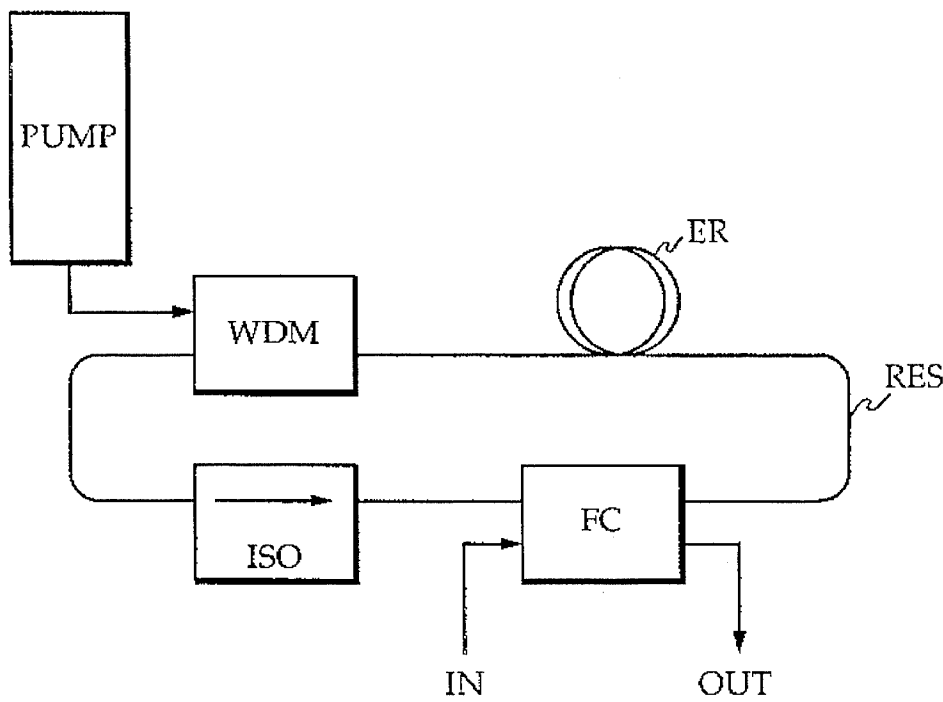 PUMP
ER
WDM
RES
FC
ISO
IN
OUT